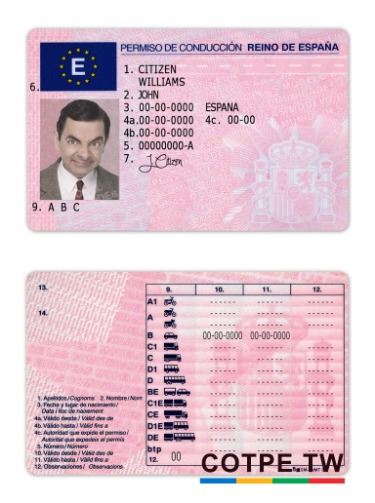 PERMISO DE CONDUCCIÓN REINO DE ESPAÑA
E
1. CITIZEN
WILLIAMS
2. JOHN
3. 00-00-0000 ESPANA
4a.00-00-0000 4c. 00-00
4b.00-00-0000
5. 00000000-A
6.
7. J.Citizen
9. A B C
13.
14.
9. 10. 11. 12.
A1
A
B 00-00-0000 00-00-0000
C1
C
D1
D
BE
C1E
CE
D1E
DE
btp
12. 00
1. Apellidos/Cognoms 2. Nombre/Nom
3. Fecha y lugar de nacimiento/
Data i lloc de naixement
4a. Válido desde / Vàlid des de
4b. Válido hasta / Vàlid fins a
4c. Autoridad que expide el permiso/
Autoritat que expedeix el permís
5. Número/Número
10. Válido desde / Vàlid des de
11. Válido hasta / Vàlid fins a
12. Observaciones/ Observacions
COTPE.TW